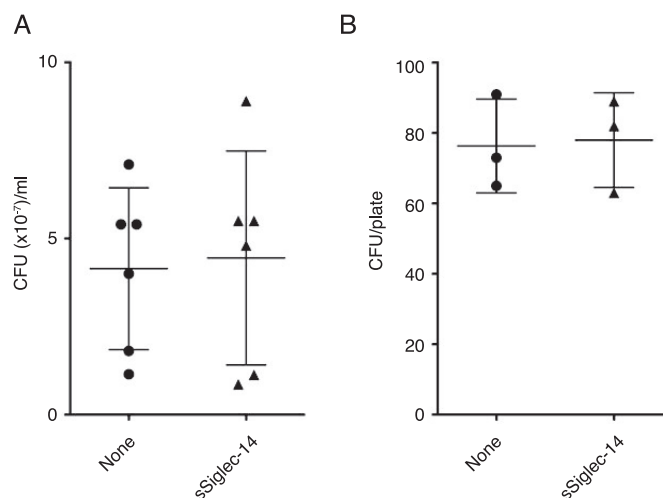 A
CFU (x10⁻⁷)/ml
10
5
0
None
sSiglec-14
B
CFU/plate
100
80
60
40
20
0
None
sSiglec-14